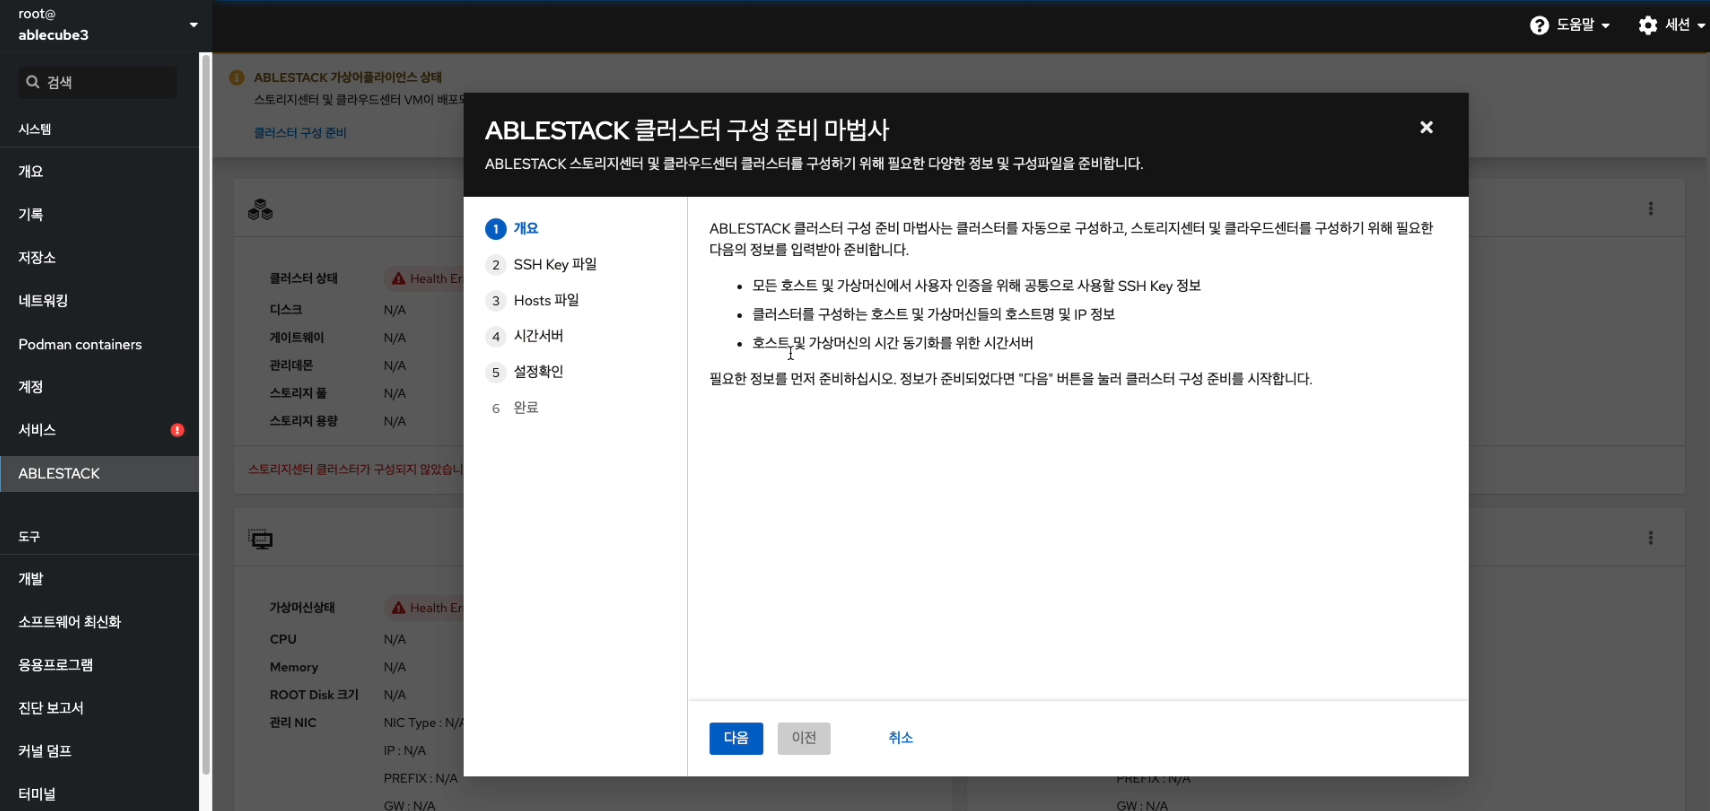 root@
ablecube3
도움말
세션
검색
시스템
개요
기록
저장소
네트워킹
Podman containers
계정
서비스
ABLESTACK
도구
개발
소프트웨어 최신화
응용프로그램
진단 보고서
커널 덤프
터미널
ABLESTACK 가상어플라이언스 상태
스토리지센터 및 클라우드센터 VM이 배포되
클러스터 구성 준비
클러스터 상태 Health Er
디스크 N/A
게이트웨이 N/A
관리데몬 N/A
스토리지 풀 N/A
스토리지 용량 N/A
스토리지센터 클러스터가 구성되지 않았습니
가상머신상태 Health Er
CPU N/A
Memory N/A
ROOT Disk 크기 N/A
관리 NIC NIC Type : N/A
IP : N/A
PREFIX : N/A
GW : N/A
PREFIX : N/A
GW : N/A
ABLESTACK 클러스터 구성 준비 마법사
ABLESTACK 스토리지센터 및 클라우드센터 클러스터를 구성하기 위해 필요한 다양한 정보 및 구성파일을 준비합니다.
1 개요
2 SSH Key 파일
3 Hosts 파일
4 시간서버
5 설정확인
6 완료
ABLESTACK 클러스터 구성 준비 마법사는 클러스터를 자동으로 구성하고, 스토리지센터 및 클라우드센터를 구성하기 위해 필요한
다음의 정보를 입력받아 준비합니다.
• 모든 호스트 및 가상머신에서 사용자 인증을 위해 공통으로 사용할 SSH Key 정보
• 클러스터를 구성하는 호스트 및 가상머신들의 호스트명 및 IP 정보
• 호스트 및 가상머신의 시간 동기화를 위한 시간서버
필요한 정보를 먼저 준비하십시오. 정보가 준비되었다면 "다음" 버튼을 눌러 클러스터 구성 준비를 시작합니다.
다음 이전 취소